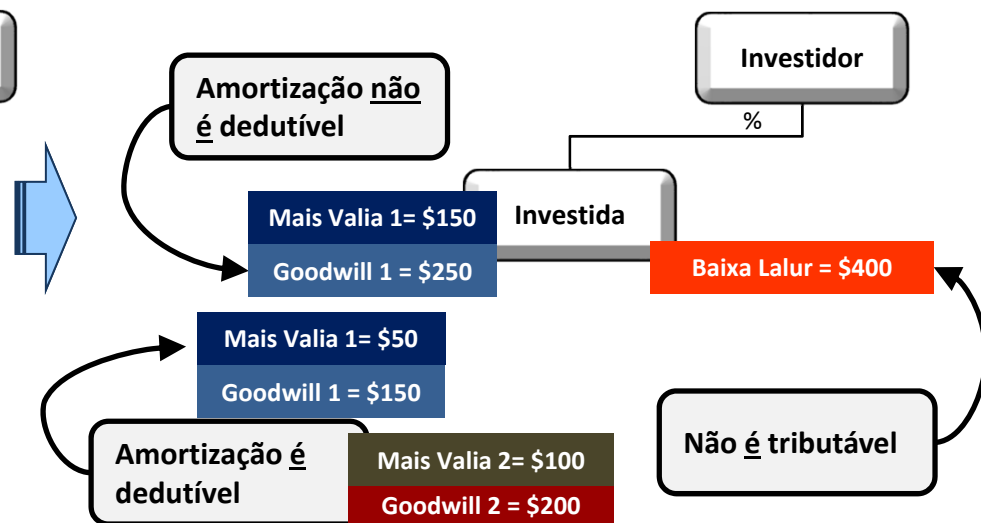 Amortização não
é dedutível
Investidor
%
Investida
Mais Valia 1= $150
Goodwill 1 = $250
Baixa Lalur = $400
Mais Valia 1= $50
Goodwill 1 = $150
Amortização é
dedutível
Mais Valia 2= $100
Goodwill 2 = $200
Não é tributável